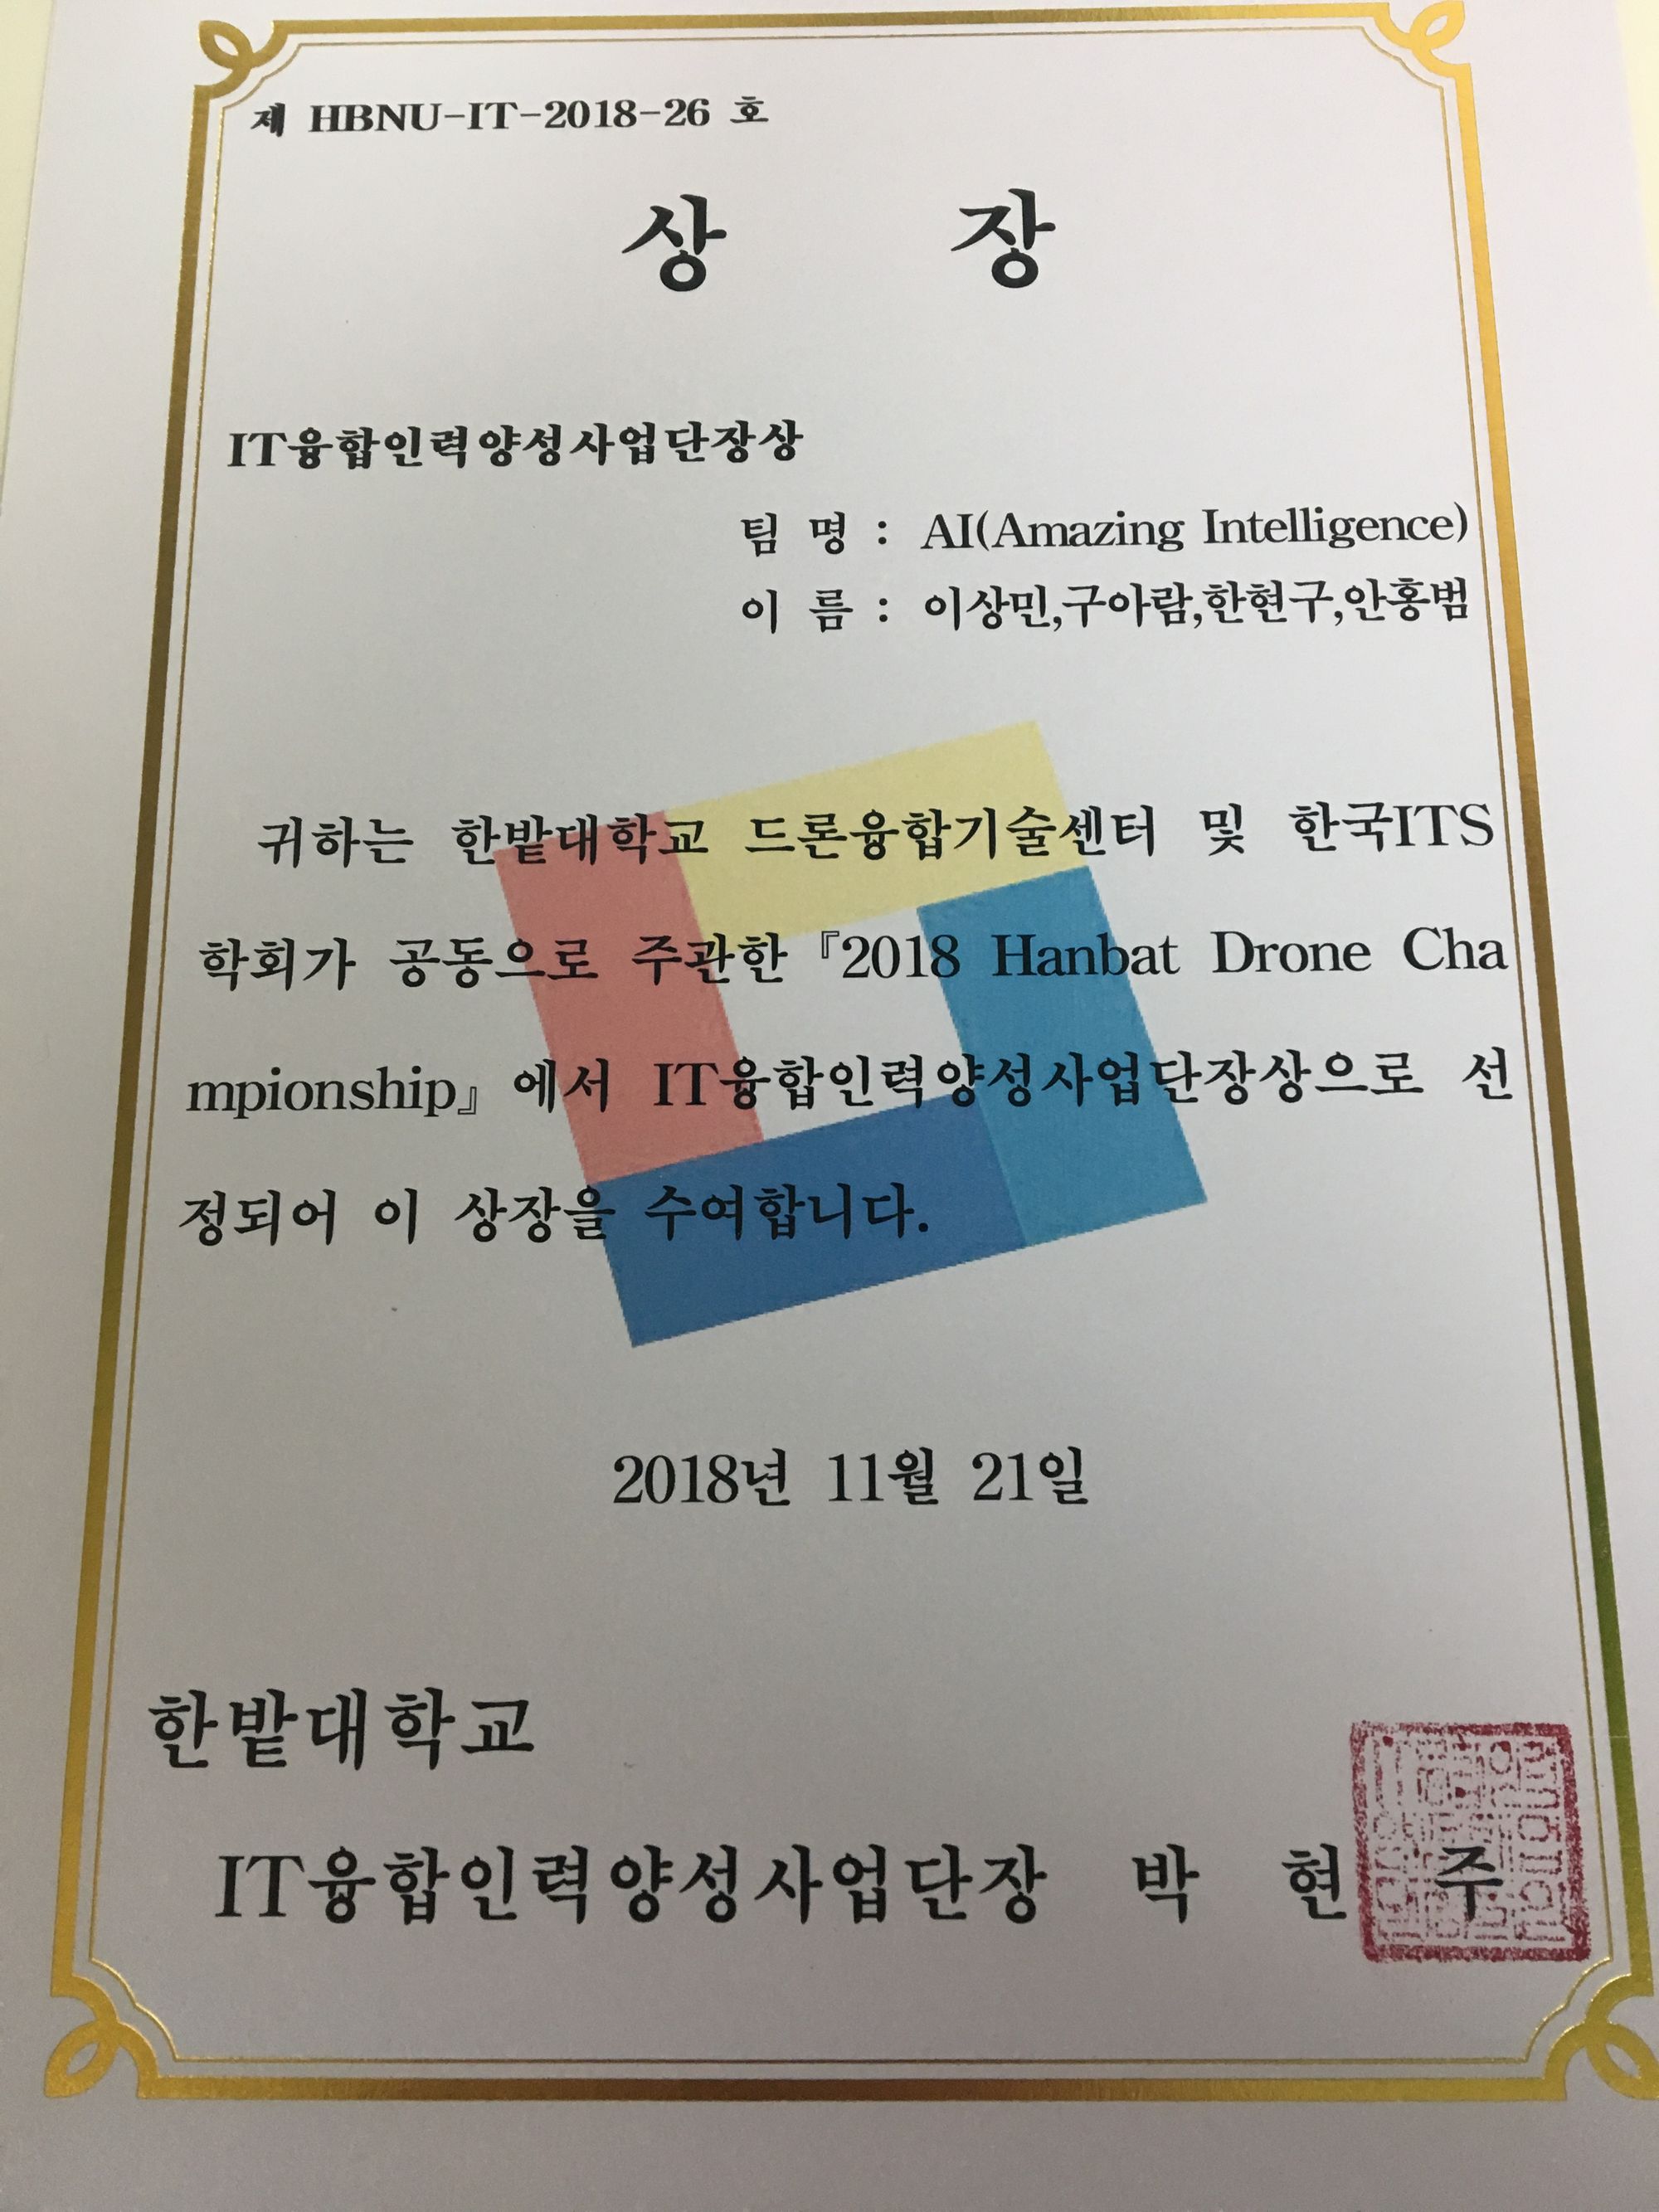 제 HBNU-IT-2018-26 호
상 장
IT융합인력양성사업단장상
팀 명 : AI(Amazing Intelligence)
이 름 : 이상민,구아람,한현구,안홍범
귀하는 한밭대학교 드론융합기술센터 및 한국ITS
학회가 공동으로 주관한 『2018 Hanbat Drone Cha
mpionship』 에서 IT융합인력양성사업단장상으로 선
정되어 이 상장을 수여합니다.
2018년 11월 21일
한밭대학교
IT융합인력양성사업단장 박 현 주